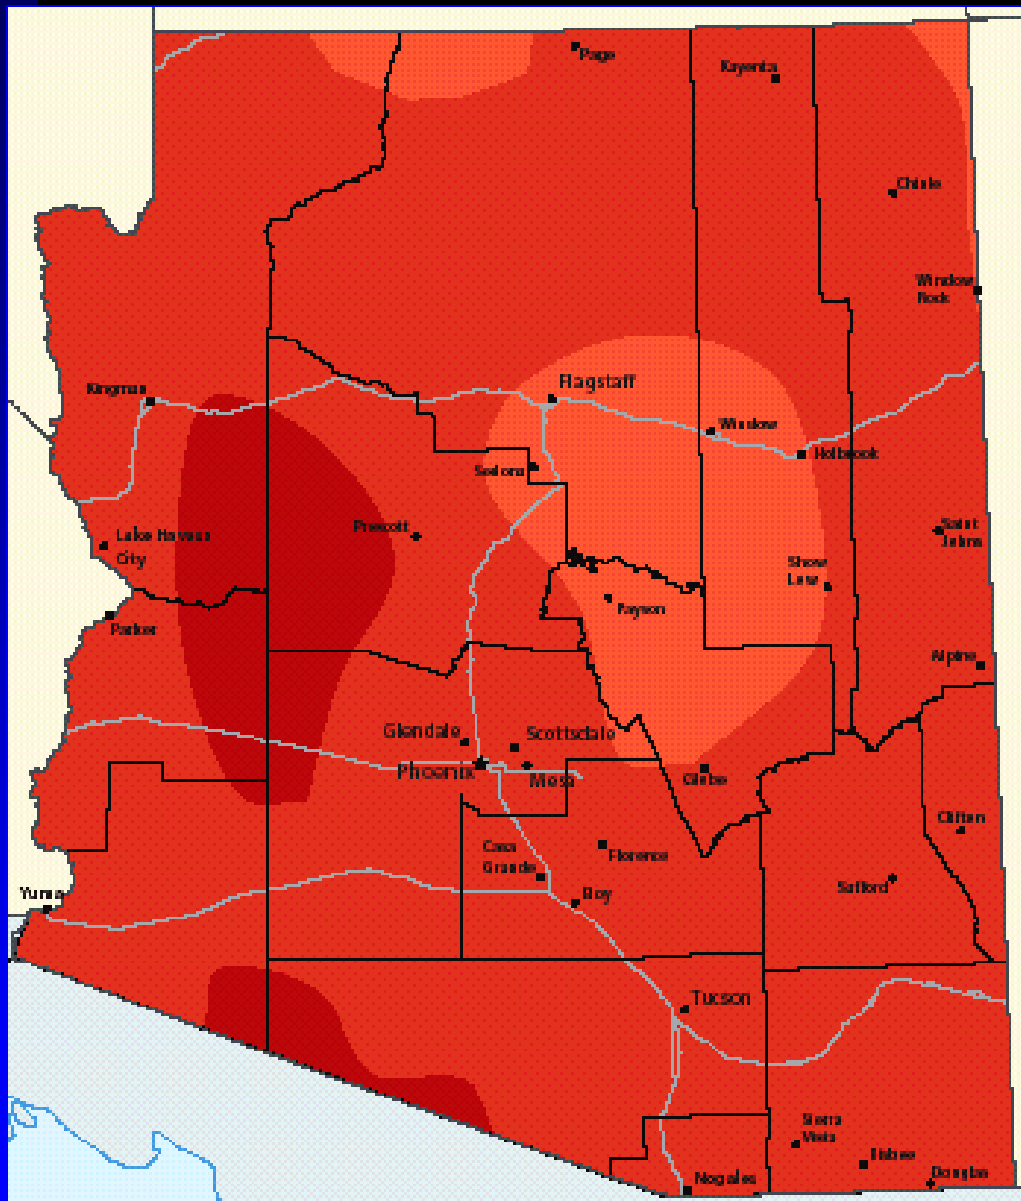 Page
Kayenta
Chinle
Window
Rock
Kingman
Flagstaff
Winslow
Holbrook
Sedona
Prescott
Lake Havasu
City
Saint
Johns
Show
Low
Payson
Parker
Alpine
Glendale
Scottsdale
Phoenix
Mesa
Globe
Clifton
Casa
Grande
Florence
Safford
Yuma
Eloy
Tucson
Sierra
Vista
Bisbee
Douglas
Nogales